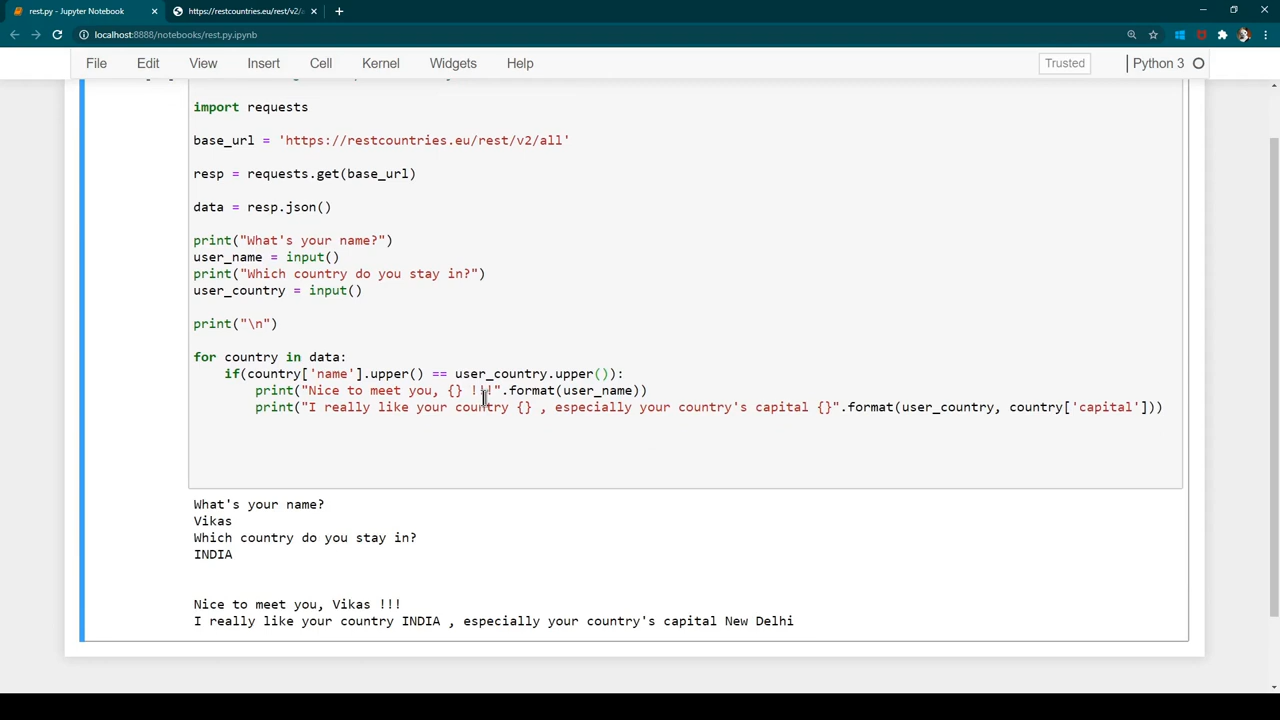 rest.py - Jupyter Notebook
https://restcountries.eu/rest/v2/
localhost:8888/notebooks/rest.py.ipynb
File Edit View Insert Cell Kernel Widgets Help
Trusted
Python 3
import requests
base_url = 'https://restcountries.eu/rest/v2/all'
resp = requests.get(base_url)
data = resp.json()
print("What's your name?")
user_name = input()
print("Which country do you stay in?")
user_country = input()
print("\n")
for country in data:
if(country['name'].upper() == user_country.upper()):
print("Nice to meet you, {} !!!".format(user_name))
print("I really like your country {} , especially your country's capital {}".format(user_country, country['capital']))
What's your name?
Vikas
Which country do you stay in?
INDIA
Nice to meet you, Vikas !!!
I really like your country INDIA , especially your country's capital New Delhi